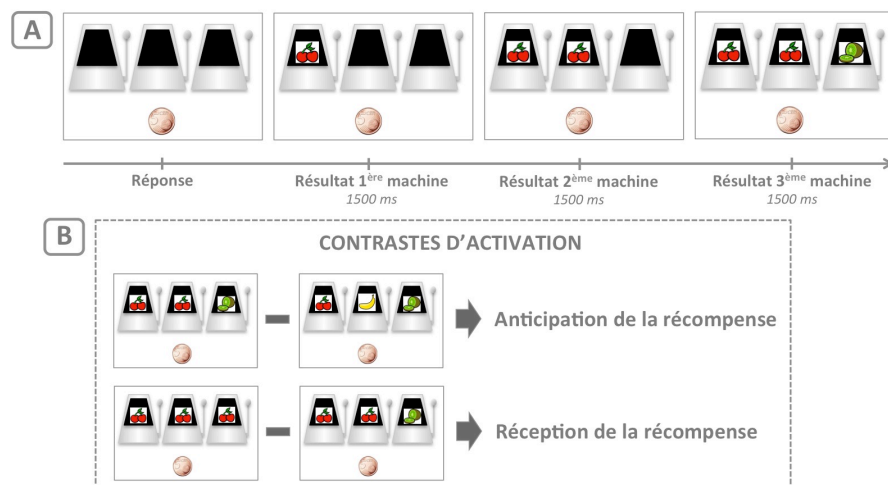 A
Réponse
Résultat 1ère machine
1500 ms
Résultat 2ème machine
1500 ms
Résultat 3ème machine
1500 ms
B
CONTRASTES D’ACTIVATION
Anticipation de la récompense
Réception de la récompense